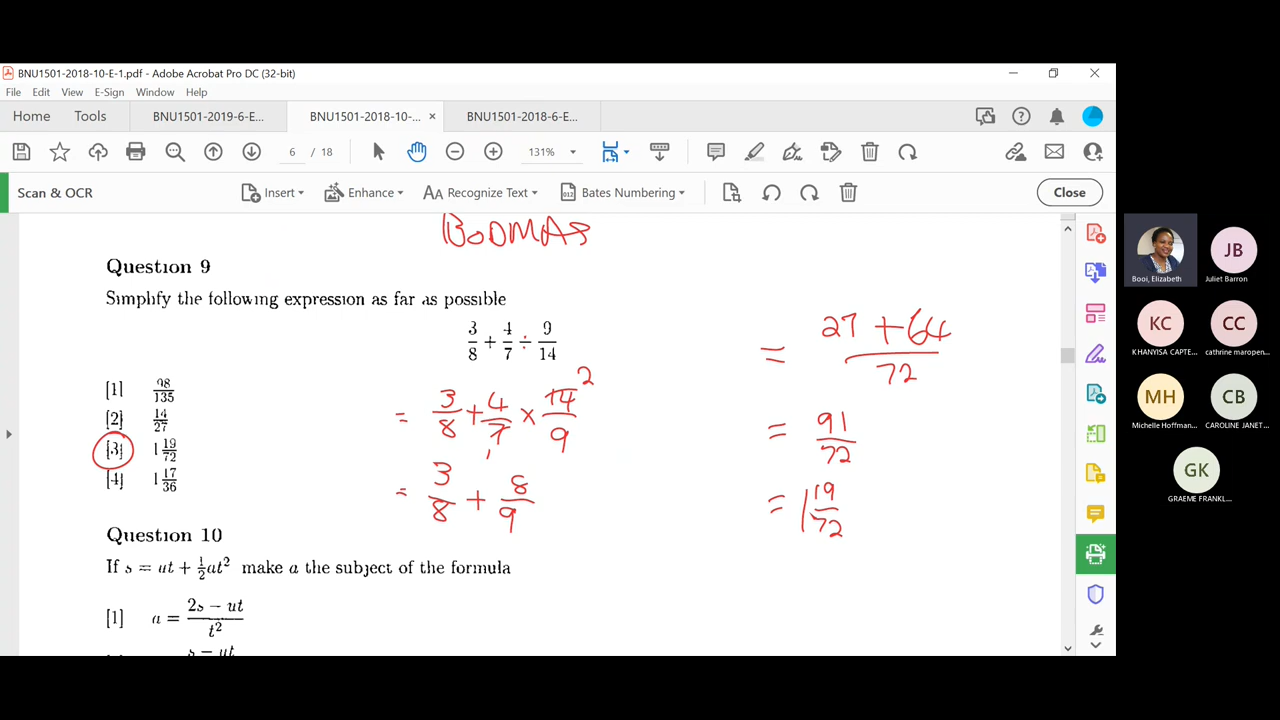 BNU1501-2018-10-E-1.pdf - Adobe Acrobat Pro DC (32-bit)
File Edit View E-Sign Window Help
Home Tools BNU1501-2019-6-E... BNU1501-2018-10-... × BNU1501-2018-6-E...
6 / 18 131%
Scan & OCR Insert Enhance Recognize Text Bates Numbering Close
BODMAS
Question 9
Simplify the following expression as far as possible
3/8 + 4/7 ÷ 9/14
[1] 98/135
[2] 14/27
[3] 1 19/72
[4] 1 17/36
= 3/8 + 4/7 × 14/9
1 2
= 3/8 + 8/9
= 27 + 64 / 72
= 91/72
= 1 19/72
Question 10
If s = ut + 1/2 at² make a the subject of the formula
[1] a = 2s − ut / t²
s − ut
Booi, Elizabeth
JB
Juliet Barron
KC
KHANYISA CAPTE...
CC
cathrine maropen...
MH
Michelle Hoffman...
CB
CAROLINE JANET...
GK
GRAEME FRANKL...